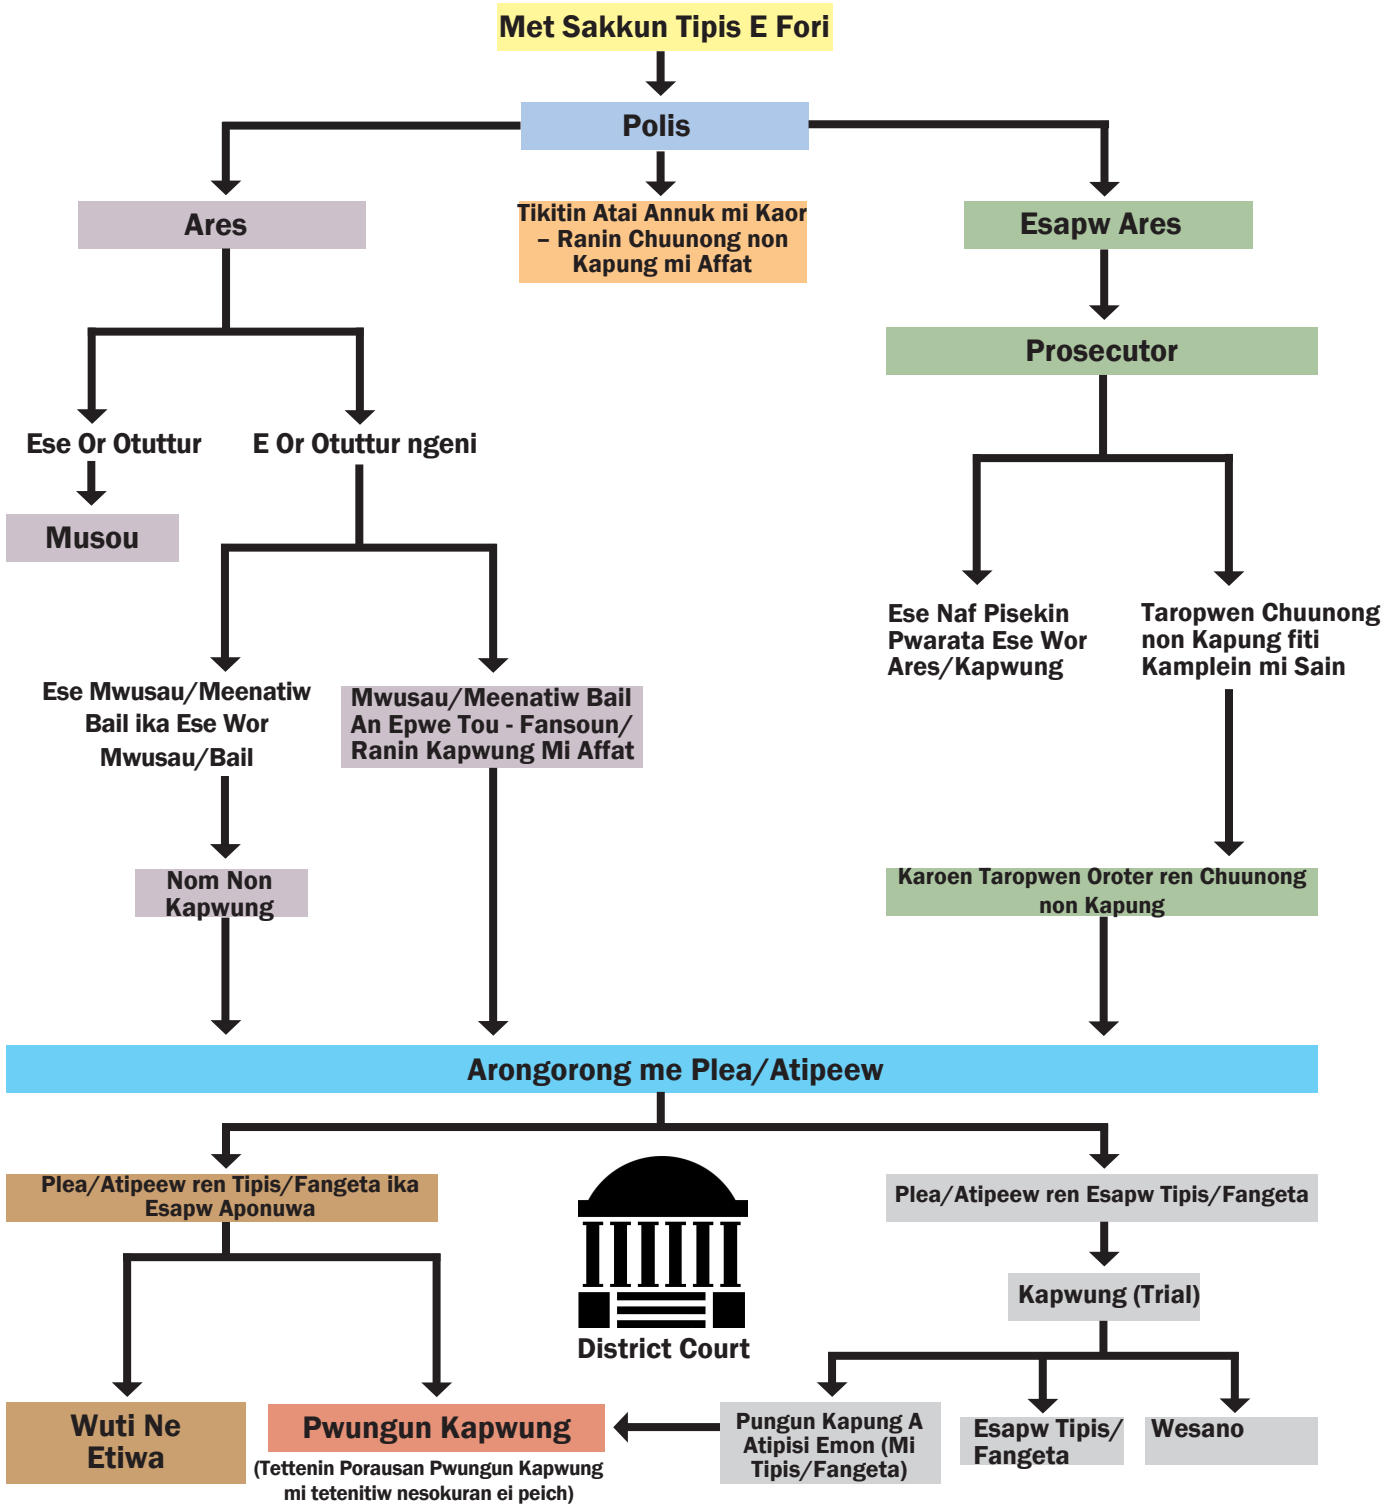 Met Sakkun Tipis E Fori
Polis
Ares
Tikitin Atai Annuk mi Kaor
– Ranin Chuunong non
Kapung mi Affat
Esapw Ares
Prosecutor
Ese Or Otuttur
E Or Otuttur ngeni
Musou
Ese Naf Pisekin
Pwarata Ese Wor
Ares/Kapwung
Taropwen Chuunong
non Kapung fiti
Kamplein mi Sain
Ese Mwusau/Meenatiw
Bail ika Ese Wor
Mwusau/Bail
Mwusau/Meenatiw Bail
An Epwe Tou - Fansoun/
Ranin Kapwung Mi Affat
Nom Non
Kapwung
Karoen Taropwen Oroter ren Chuunong
non Kapung
Arongorong me Plea/Atipeew
Plea/Atipeew ren Tipis/Fangeta ika
Esapw Aponuwa
Plea/Atipeew ren Esapw Tipis/Fangeta
Kapwung (Trial)
District Court
Wuti Ne
Etiwa
Pwungun Kapwung
(Tettenin Porausan Pwungun Kapwung
mi tetenitiw nesokuran ei peich)
Pungun Kapung A
Atipisi Emon (Mi
Tipis/Fangeta)
Esapw Tipis/
Fangeta
Wesano